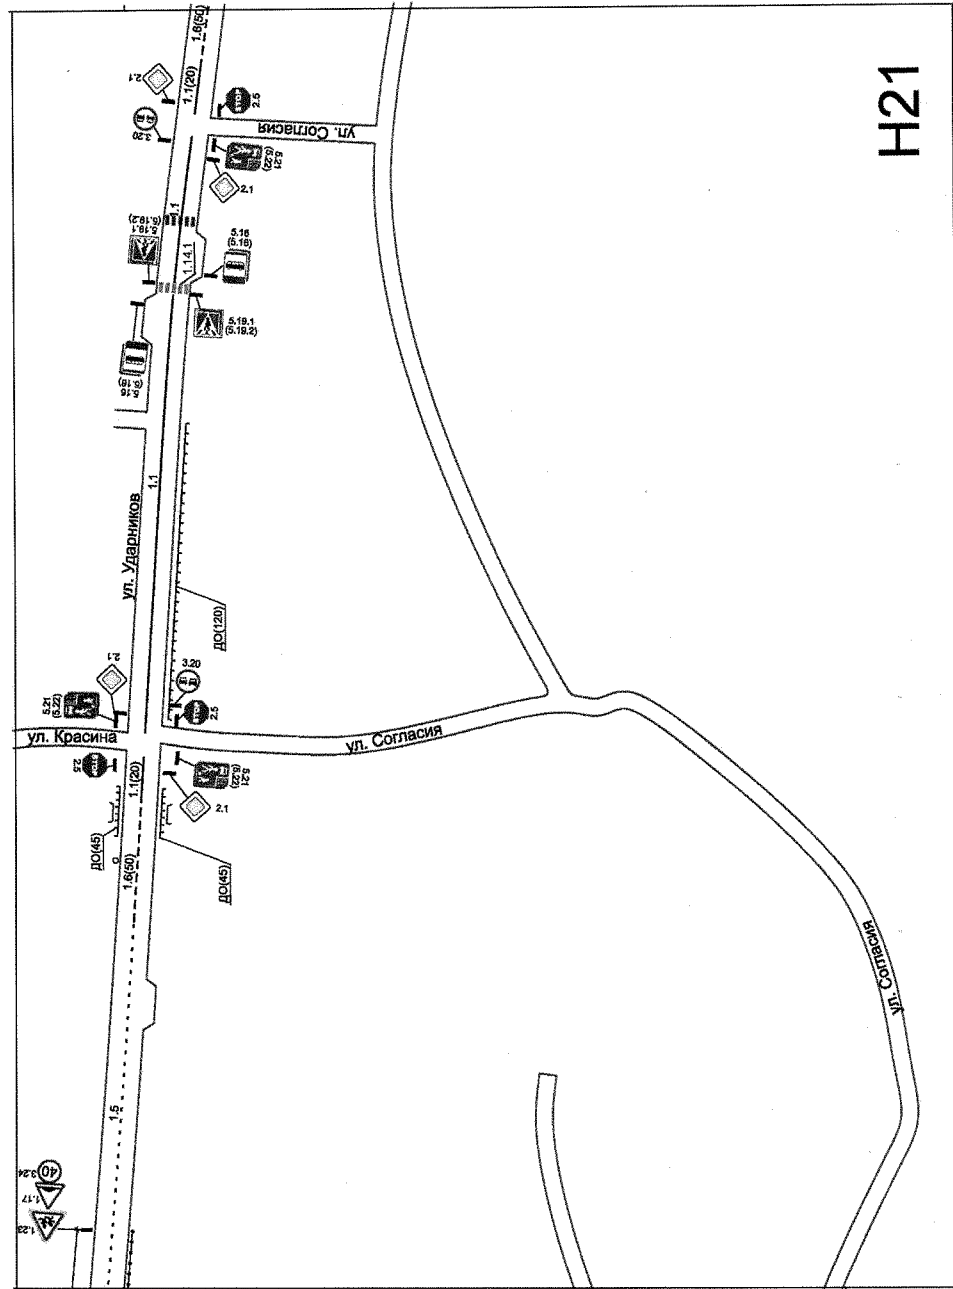 1.6(50)
2.1
1.1(20)
STOP
2.5
3.20
ул. Согласия
H21
5.21
(5.22)
2.1
1.1
5.19.1
(5.19.2)
1.14.1
5.16
(5.18)
5.19.1
(5.19.2)
5.16
(5.18)
1.1
ул. Ударников
ДО(120)
2.1
3.20
5.21
(5.22)
STOP
2.5
ул. Красина
ул. Согласия
2.5
STOP
1.1(20)
5.21
(5.22)
2.1
ДО(45)
1.6(50)
ДО(45)
ул. Согласия
1.5
3.24
40
1.17
1.23